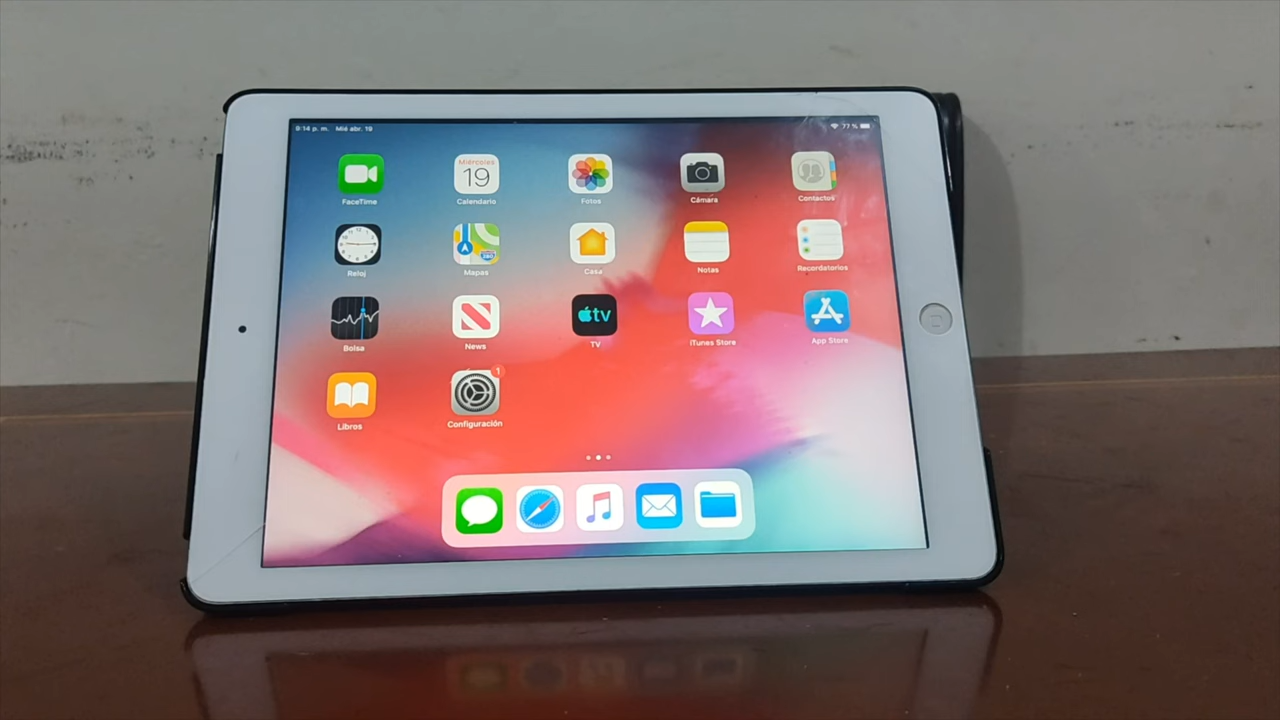 9:14 p. m. Mié abr. 19
77 %
FaceTime
Miércoles
19
Calendario
Fotos
Cámara
Contactos
Reloj
280
Mapas
Casa
Notas
Recordatorios
Bolsa
News
tv
TV
iTunes Store
App Store
Libros
1
Configuración